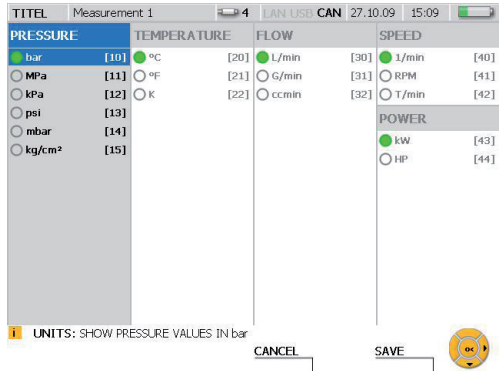 TITEL Measurement 1 4 LAN USB CAN 27.10.09 15:09
PRESSURE TEMPERATURE FLOW SPEED
bar [10] °C [20] L/min [30] 1/min [40]
MPa [11] °F [21] G/min [31] RPM [41]
kPa [12] K [22] ccmin [32] T/min [42]
psi [13] POWER
mbar [14] kW [43]
kg/cm² [15] HP [44]
i UNITS: SHOW PRESSURE VALUES IN bar
CANCEL SAVE
OK